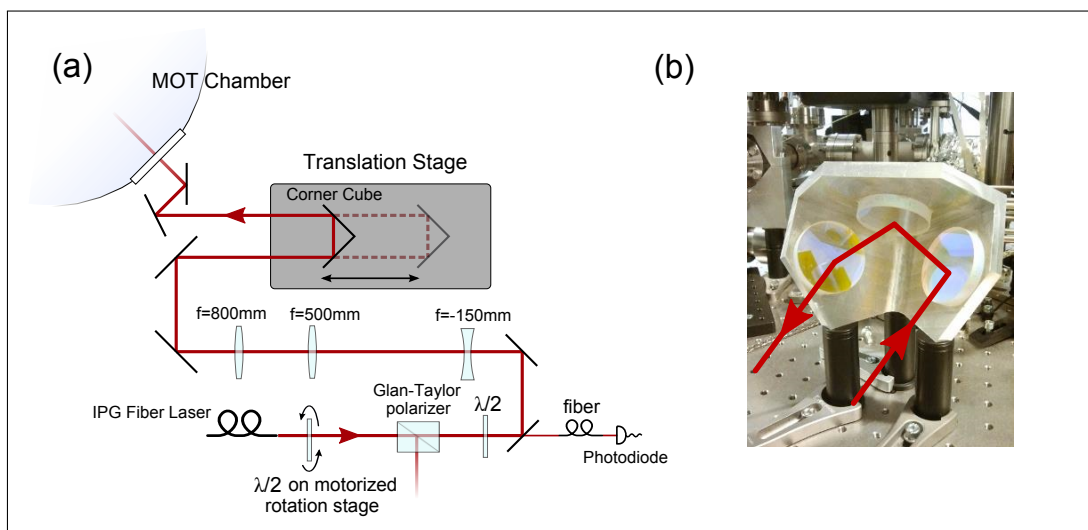 (a)
MOT Chamber
Translation Stage
Corner Cube
f=800mm
f=500mm
f=-150mm
Glan-Taylor
polarizer
λ/2
IPG Fiber Laser
fiber
Photodiode
λ/2 on motorized
rotation stage
(b)